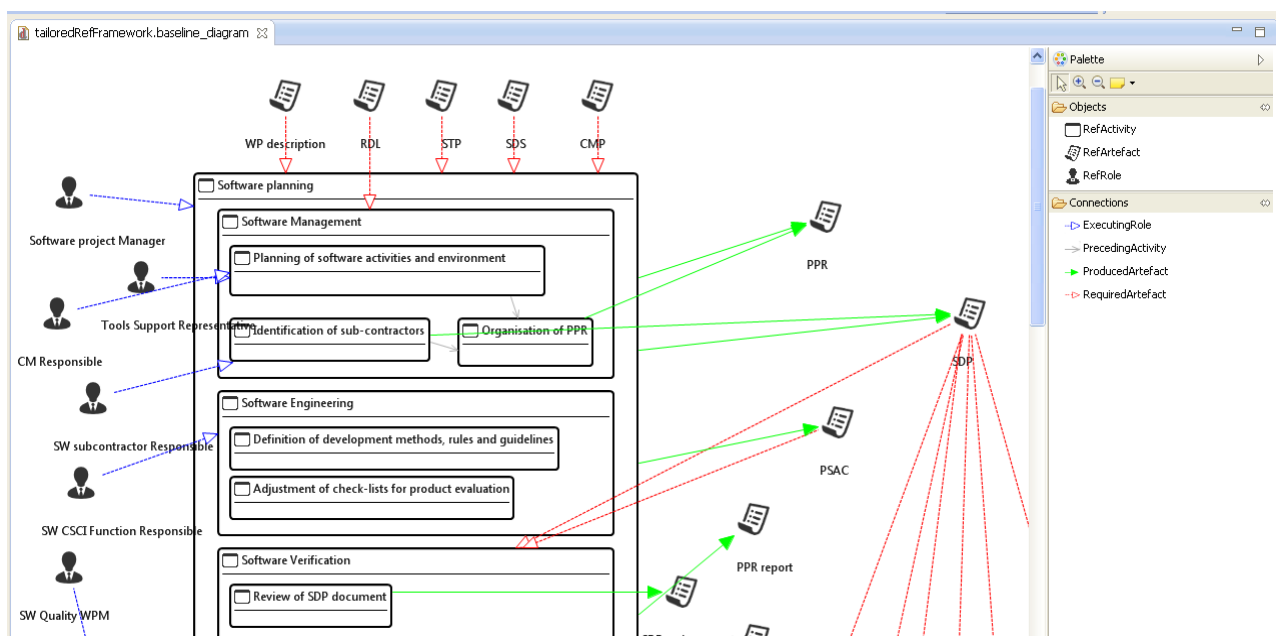 tailoredRefFramework.baseline_diagram
Palette
Objects
RefActivity
RefArtefact
RefRole
Connections
ExecutingRole
PrecedingActivity
ProducedArtefact
RequiredArtefact
WP description
RDL
STP
SDS
CMP
Software planning
Software project Manager
Software Management
Planning of software activities and environment
PPR
Tools Support Representative
Identification of sub-contractors
Organisation of PPR
CM Responsible
SDP
Software Engineering
Definition of development methods, rules and guidelines
SW subcontractor Responsible
PSAC
Adjustment of check-lists for product evaluation
SW CSCI Function Responsible
Software Verification
PPR report
Review of SDP document
SW Quality WPM